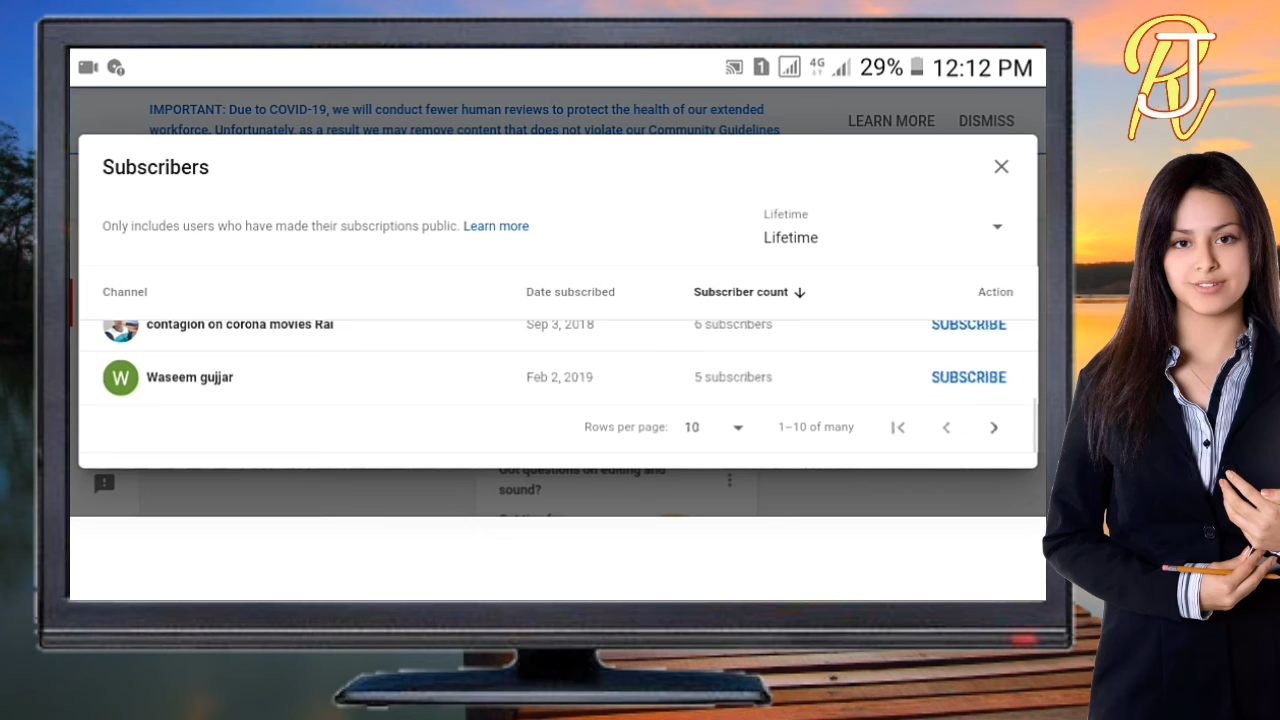 RJ
1 4G 29% 12:12 PM
IMPORTANT: Due to COVID-19, we will conduct fewer human reviews to protect the health of our extended
workforce. Unfortunately, as a result we may remove content that does not violate our Community Guidelines
LEARN MORE DISMISS
Subscribers
Only includes users who have made their subscriptions public. Learn more
Lifetime
Lifetime
Channel Date subscribed Subscriber count Action
contagion on corona movies Rai Sep 3, 2018 6 subscribers SUBSCRIBE
W Waseem gujjar Feb 2, 2019 5 subscribers SUBSCRIBE
Rows per page: 10 1–10 of many
Got questions on editing and
sound?